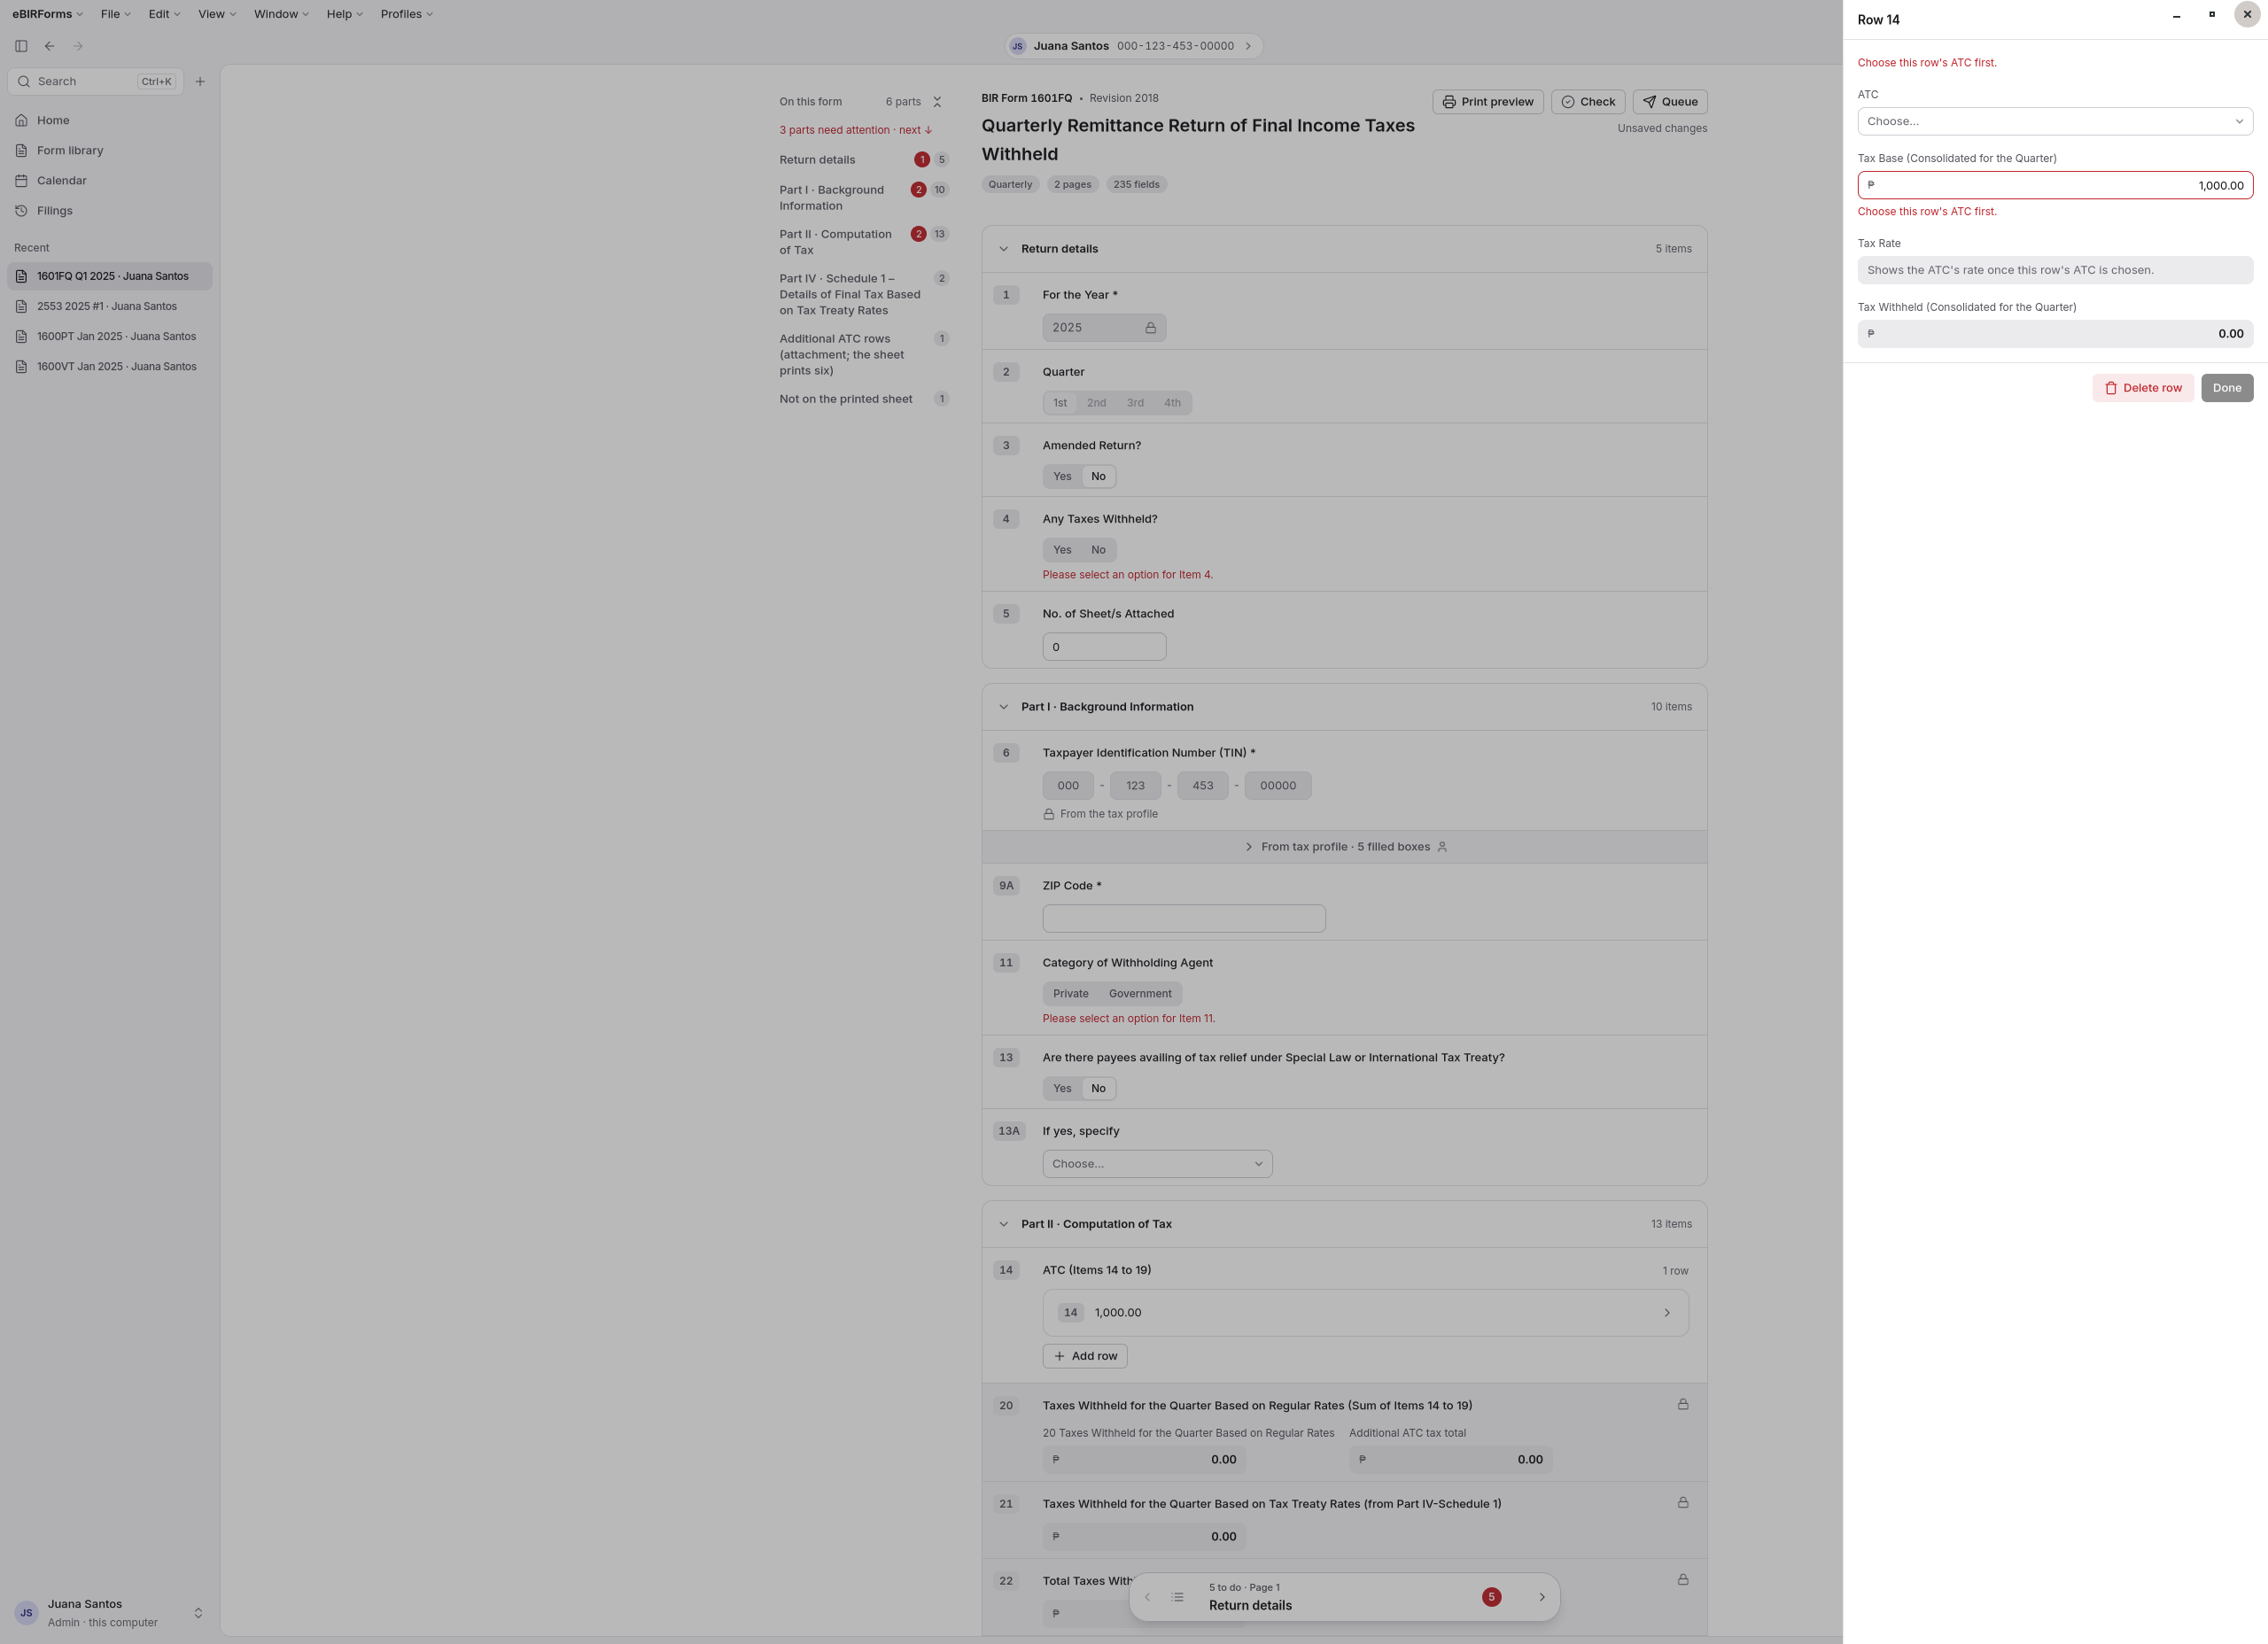 eBIRForms File Edit View Window Help Profiles
JS Juana Santos 000-123-453-00000
Search Ctrl+K
Home
Form library
Calendar
Filings
Recent
1601FQ Q1 2025 · Juana Santos
2553 2025 #1 · Juana Santos
1600PT Jan 2025 · Juana Santos
1600VT Jan 2025 · Juana Santos
JS Juana Santos
Admin · this computer
On this form 6 parts
3 parts need attention · next ↓
Return details 1 5
Part I · Background 2 10
Information
Part II · Computation 2 13
of Tax
Part IV · Schedule 1 – 2
Details of Final Tax Based
on Tax Treaty Rates
Additional ATC rows 1
(attachment; the sheet
prints six)
Not on the printed sheet 1
BIR Form 1601FQ • Revision 2018
Print preview Check Queue
Quarterly Remittance Return of Final Income Taxes
Withheld
Unsaved changes
Quarterly 2 pages 235 fields
Return details 5 items
1 For the Year *
2025
2 Quarter
1st 2nd 3rd 4th
3 Amended Return?
Yes No
4 Any Taxes Withheld?
Yes No
Please select an option for Item 4.
5 No. of Sheet/s Attached
0
Part I · Background Information 10 items
6 Taxpayer Identification Number (TIN) *
000 - 123 - 453 - 00000
From the tax profile
From tax profile · 5 filled boxes
9A ZIP Code *
11 Category of Withholding Agent
Private Government
Please select an option for Item 11.
13 Are there payees availing of tax relief under Special Law or International Tax Treaty?
Yes No
13A If yes, specify
Choose...
Part II · Computation of Tax 13 items
14 ATC (Items 14 to 19) 1 row
14 1,000.00
Add row
20 Taxes Withheld for the Quarter Based on Regular Rates (Sum of Items 14 to 19)
20 Taxes Withheld for the Quarter Based on Regular Rates Additional ATC tax total
₱ 0.00 ₱ 0.00
21 Taxes Withheld for the Quarter Based on Tax Treaty Rates (from Part IV-Schedule 1)
₱ 0.00
22 Total Taxes With
₱
5 to do · Page 1
Return details 5
Row 14
Choose this row's ATC first.
ATC
Choose...
Tax Base (Consolidated for the Quarter)
₱ 1,000.00
Choose this row's ATC first.
Tax Rate
Shows the ATC's rate once this row's ATC is chosen.
Tax Withheld (Consolidated for the Quarter)
₱ 0.00
Delete row Done